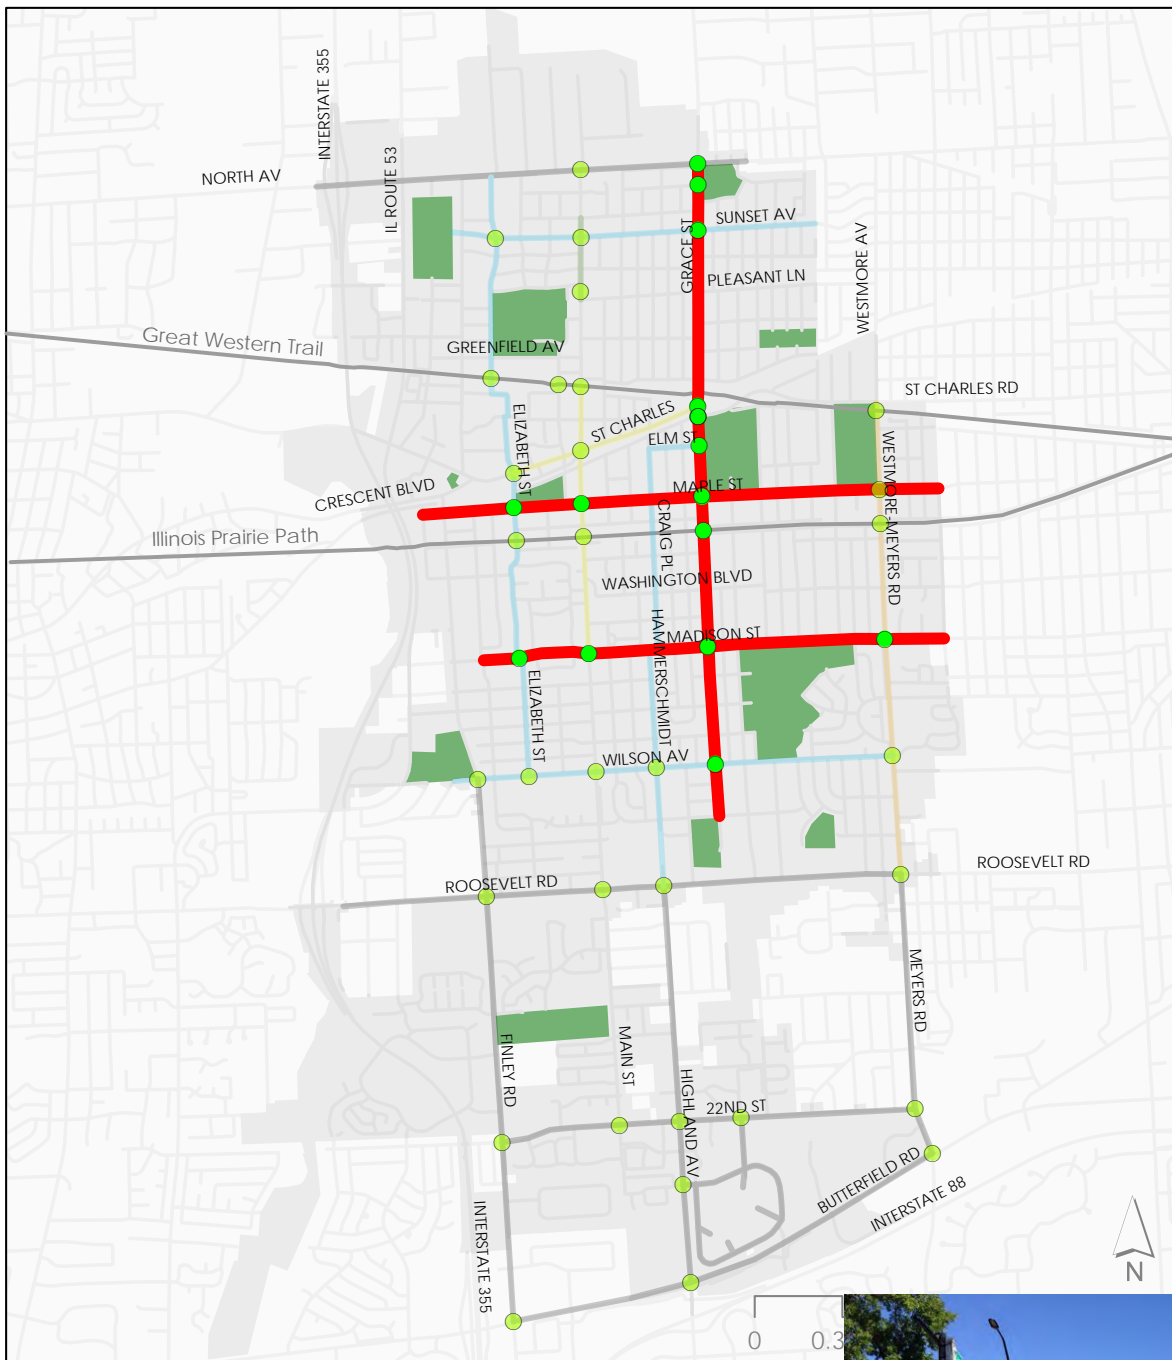 INTERSTATE 355
IL ROUTE 53
NORTH AV
SUNSET AV
GRACE ST
PLEASANT LN
WESTMORE AV
Great Western Trail
GREENFIELD AV
ST CHARLES RD
ELIZABETH ST
ST CHARLES
ELM ST
WESTMORE-MEYERS RD
CRESCENT BLVD
MAPLE ST
CRAIG PL
Illinois Prairie Path
WASHINGTON BLVD
HAMMERSCHMIDT
MADISON ST
ELIZABETH ST
WILSON AV
ROOSEVELT RD
ROOSEVELT RD
MEYERS RD
FINLEY RD
MAIN ST
HIGHLAND AV
22ND ST
BUTTERFIELD RD
INTERSTATE 88
INTERSTATE 355
N
0 0.3